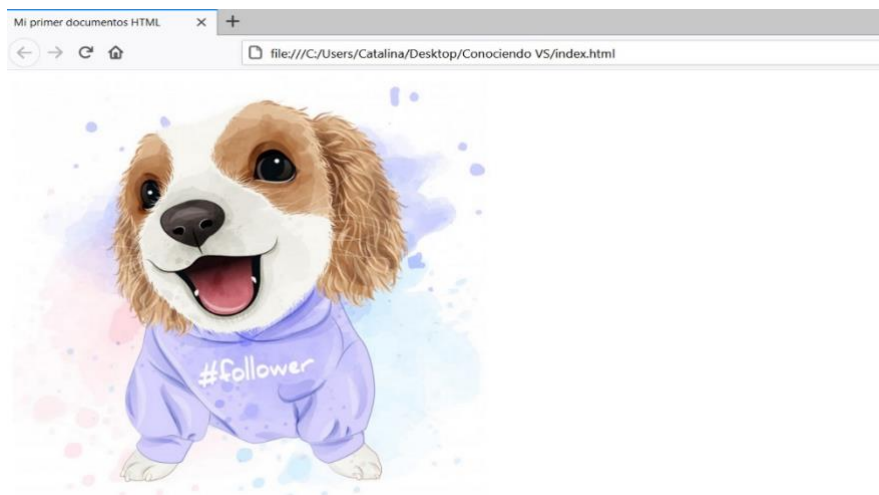 Mi primer documentos HTML
file:///C:/Users/Catalina/Desktop/Conociendo VS/index.html
#follower